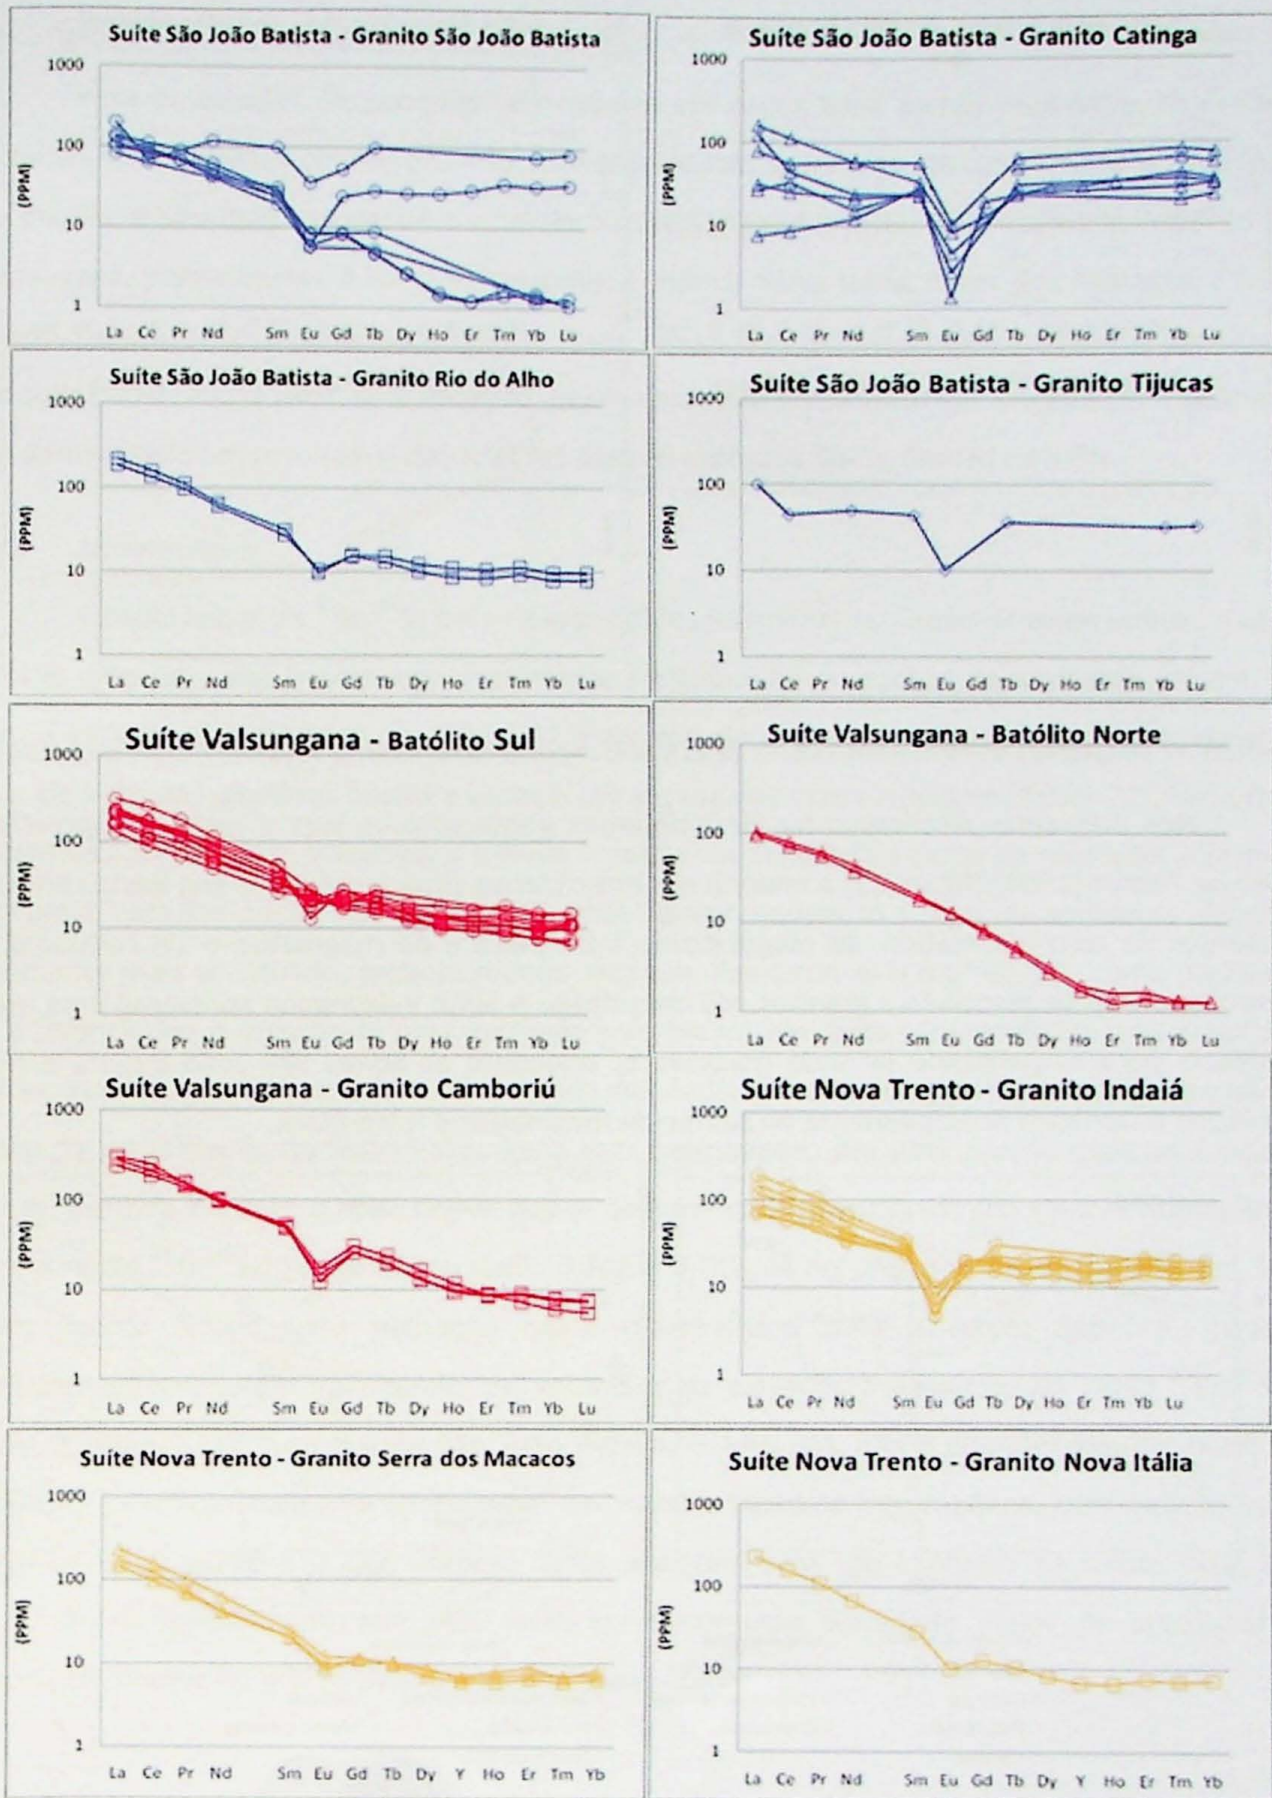 Suíte São João Batista - Granito São João Batista
1000
100
10
1
(PPM)
La Ce Pr Nd Sm Eu Gd Tb Dy Ho Er Tm Yb Lu
Suíte São João Batista - Granito Catinga
1000
100
10
1
(PPM)
La Ce Pr Nd Sm Eu Gd Tb Dy Ho Er Tm Yb Lu
Suíte São João Batista - Granito Rio do Alho
1000
100
10
1
(PPM)
La Ce Pr Nd Sm Eu Gd Tb Dy Ho Er Tm Yb Lu
Suíte São João Batista - Granito Tijucas
1000
100
10
1
(PPM)
La Ce Pr Nd Sm Eu Gd Tb Dy Ho Er Tm Yb Lu
Suíte Valsungana - Batólito Sul
1000
100
10
1
(PPM)
La Ce Pr Nd Sm Eu Gd Tb Dy Ho Er Tm Yb Lu
Suíte Valsungana - Batólito Norte
1000
100
10
1
(PPM)
La Ce Pr Nd Sm Eu Gd Tb Dy Ho Er Tm Yb Lu
Suíte Valsungana - Granito Camboriú
1000
100
10
1
(PPM)
La Ce Pr Nd Sm Eu Gd Tb Dy Ho Er Tm Yb Lu
Suíte Nova Trento - Granito Indaiá
1000
100
10
1
(PPM)
La Ce Pr Nd Sm Eu Gd Tb Dy Ho Er Tm Yb Lu
Suíte Nova Trento - Granito Serra dos Macacos
1000
100
10
1
(PPM)
La Ce Pr Nd Sm Eu Gd Tb Dy Y Ho Er Tm Yb
Suíte Nova Trento - Granito Nova Itália
1000
100
10
1
(PPM)
La Ce Pr Nd Sm Eu Gd Tb Dy Y Ho Er Tm Yb